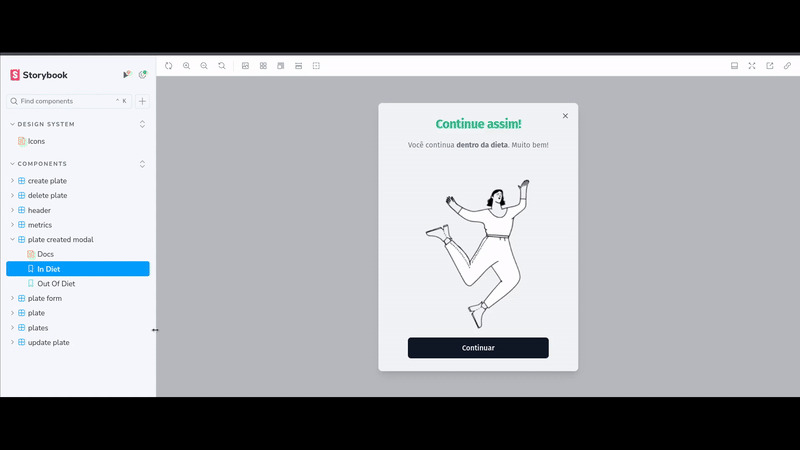 Storybook
Find components
⌃ K
DESIGN SYSTEM
Icons
COMPONENTS
create plate
delete plate
header
metrics
plate created modal
Docs
In Diet
Out Of Diet
plate form
plate
plates
update plate
Continue assim!
Você continua dentro da dieta. Muito bem!
Continuar